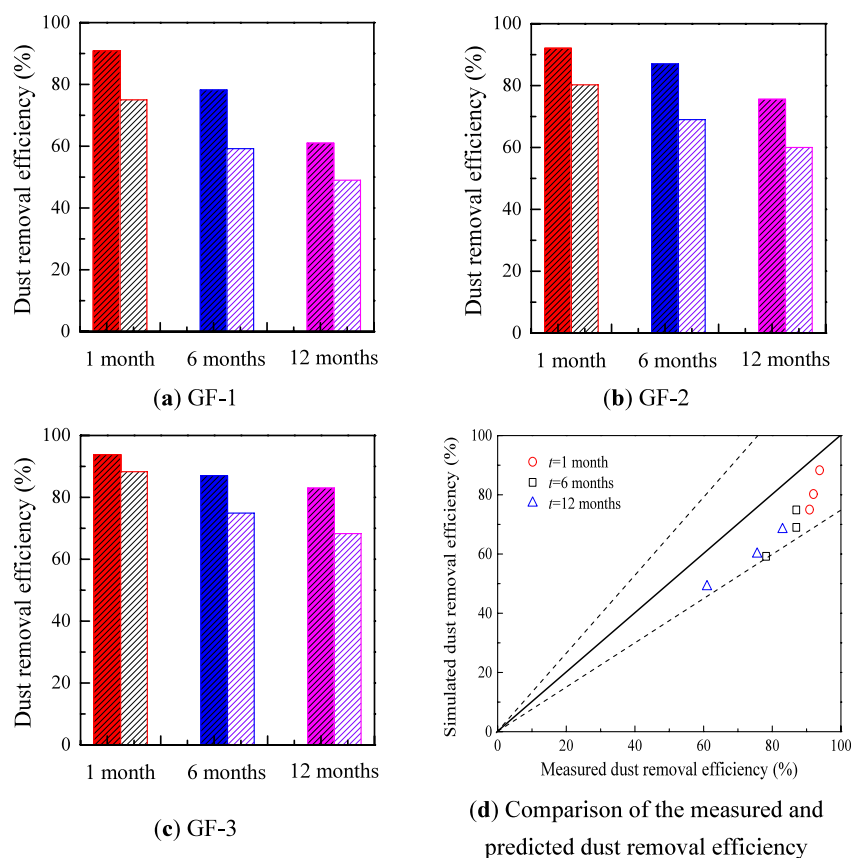 Dust removal efficiency (%)
100
80
60
40
20
0
1 month 6 months 12 months
(a) GF-1
Dust removal efficiency (%)
100
80
60
40
20
0
1 month 6 months 12 months
(b) GF-2
Dust removal efficiency (%)
100
80
60
40
20
0
1 month 6 months 12 months
(c) GF-3
Simulated dust removal efficiency (%)
100
80
60
40
20
0
t=1 month
t=6 months
t=12 months
0 20 40 60 80 100
Measured dust removal efficiency (%)
(d) Comparison of the measured and
predicted dust removal efficiency